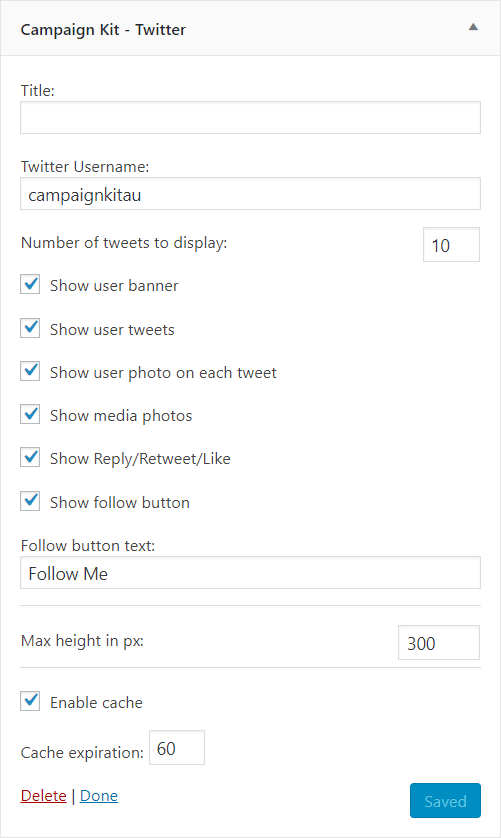 Campaign Kit - Twitter
Title:
Twitter Username:
campaignkitau
Number of tweets to display: 10
Show user banner
Show user tweets
Show user photo on each tweet
Show media photos
Show Reply/Retweet/Like
Show follow button
Follow button text:
Follow Me
Max height in px: 300
Enable cache
Cache expiration: 60
Delete | Done Saved